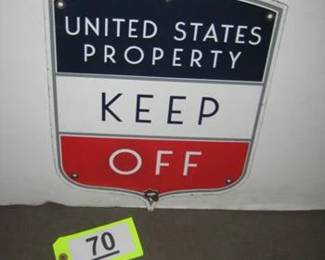 UNITED STATES
PROPERTY
KEEP
OFF
70